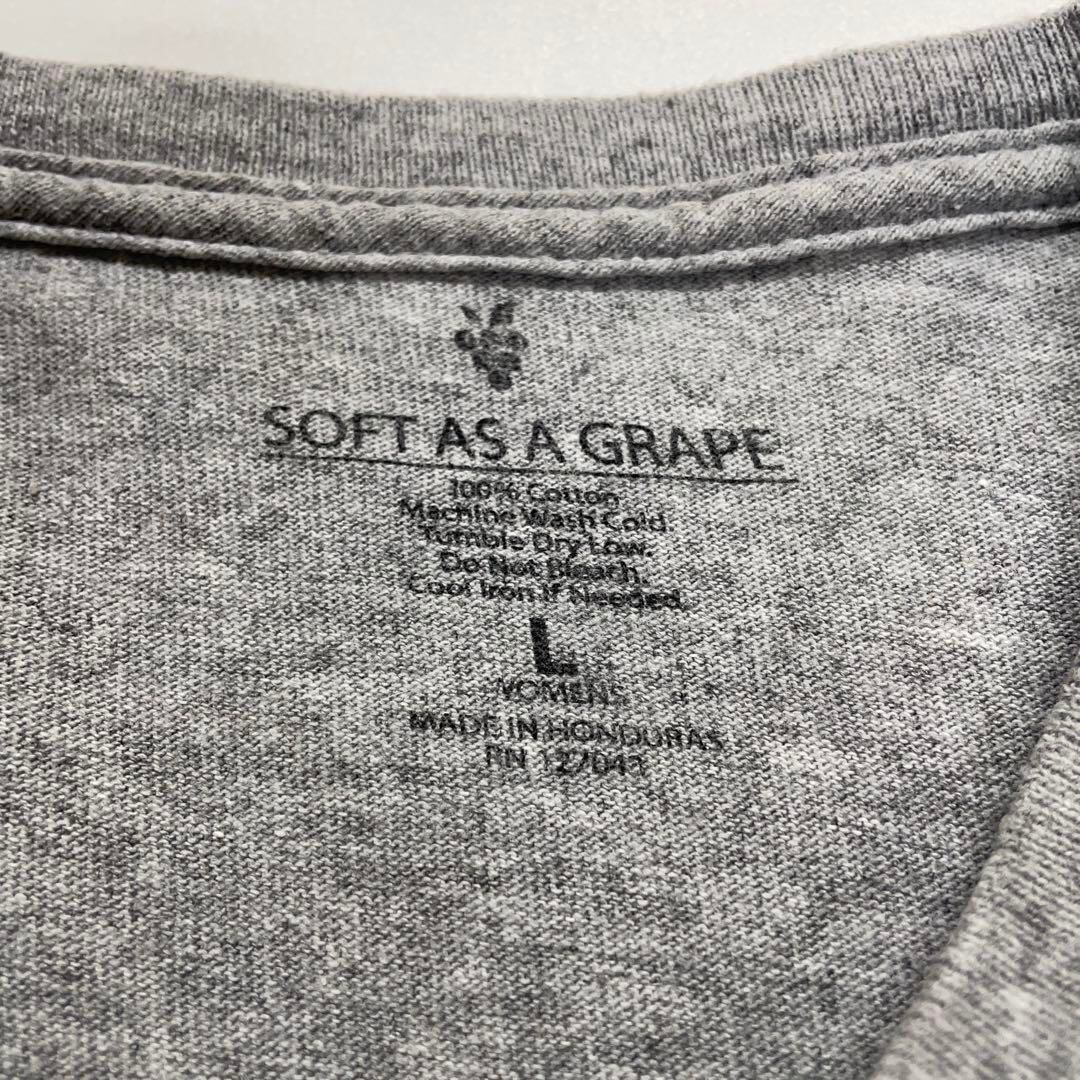 SOFT AS A GRAPE
100% Cotton
Machine Wash Cold.
Tumble Dry Low.
Do Not Bleach.
Cool Iron If Needed.
L
WOMENS
MADE IN HONDURAS
RN